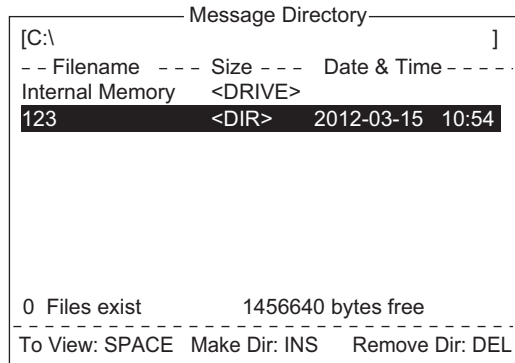 Message Directory
[C:\ ]
– – Filename – – – Size – – – Date & Time – – – –
Internal Memory <DRIVE>
123 <DIR> 2012-03-15 10:54
0 Files exist 1456640 bytes free
To View: SPACE Make Dir: INS Remove Dir: DEL